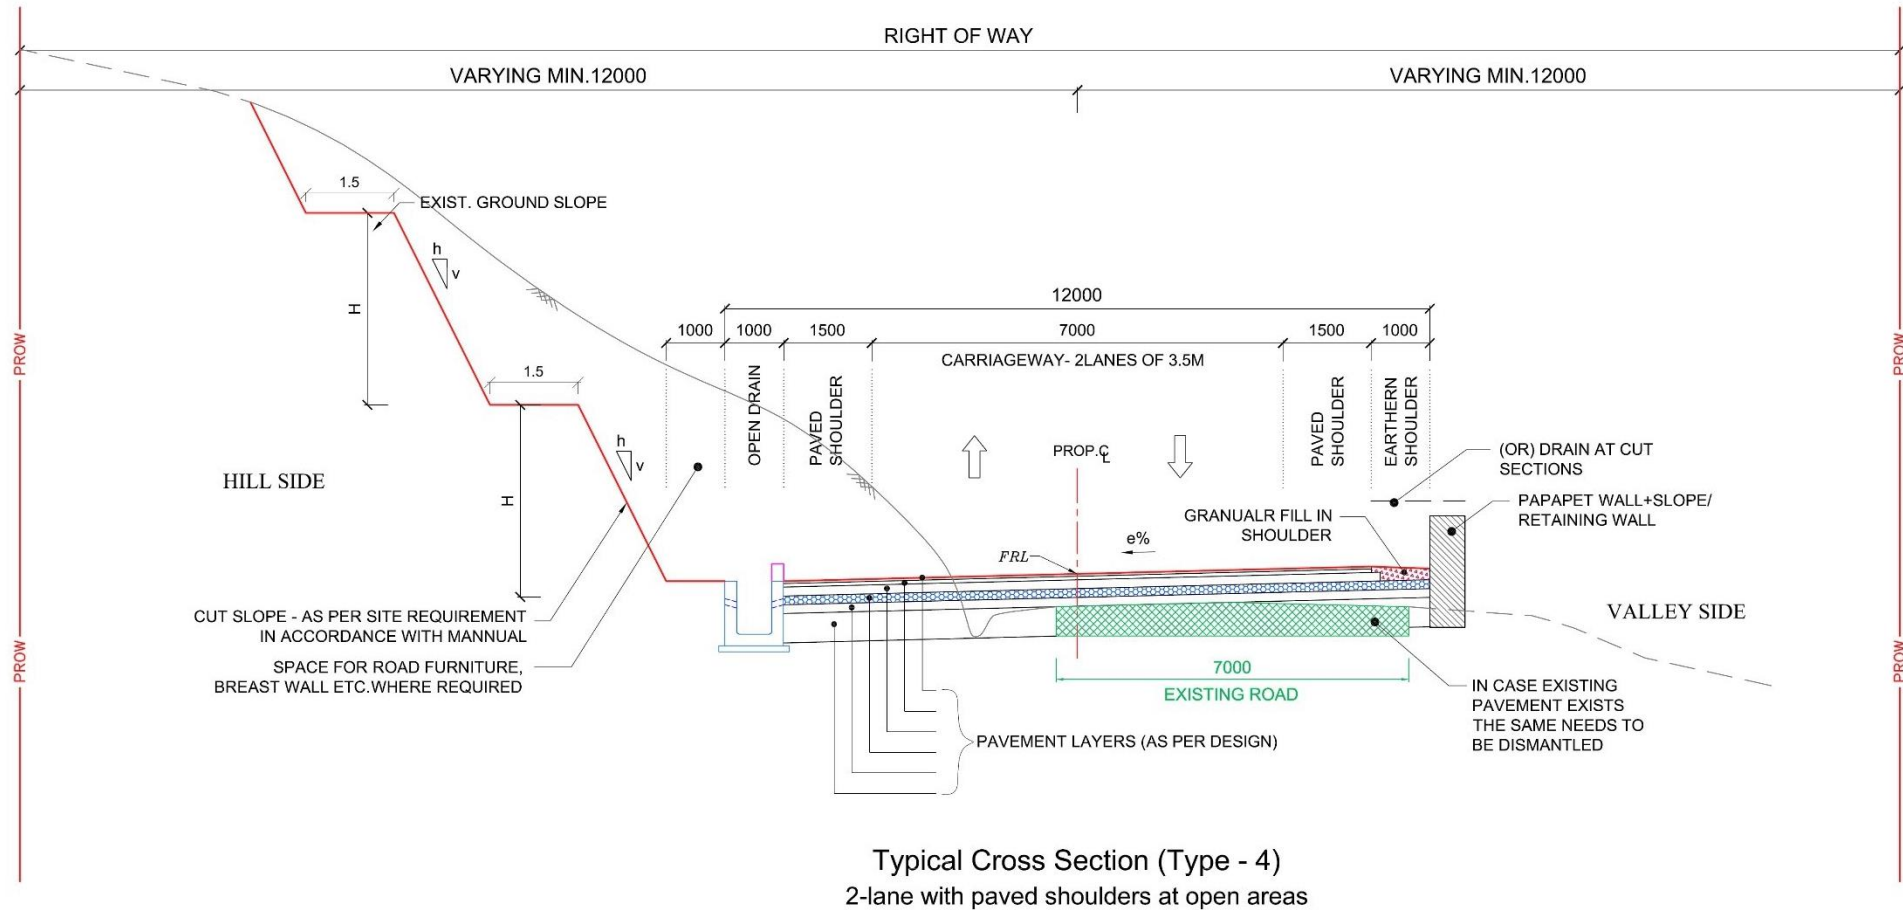 RIGHT OF WAY
VARYING MIN.12000
VARYING MIN.12000
1.5
EXIST. GROUND SLOPE
h
v
H
12000
1000
1000
1500
7000
1500
1000
CARRIAGEWAY- 2LANES OF 3.5M
PROW
PROW
1.5
OPEN DRAIN
PAVED
SHOULDER
PAVED
SHOULDER
EARTHERN
SHOULDER
h
v
H
PROP.CL
HILL SIDE
(OR) DRAIN AT CUT
SECTIONS
PAPAPET WALL+SLOPE/
RETAINING WALL
GRANUALR FILL IN
SHOULDER
e%
FRL
CUT SLOPE - AS PER SITE REQUIREMENT
IN ACCORDANCE WITH MANNUAL
VALLEY SIDE
SPACE FOR ROAD FURNITURE,
BREAST WALL ETC.WHERE REQUIRED
PROW
PROW
7000
EXISTING ROAD
IN CASE EXISTING
PAVEMENT EXISTS
THE SAME NEEDS TO
BE DISMANTLED
PAVEMENT LAYERS (AS PER DESIGN)
Typical Cross Section (Type - 4)
2-lane with paved shoulders at open areas